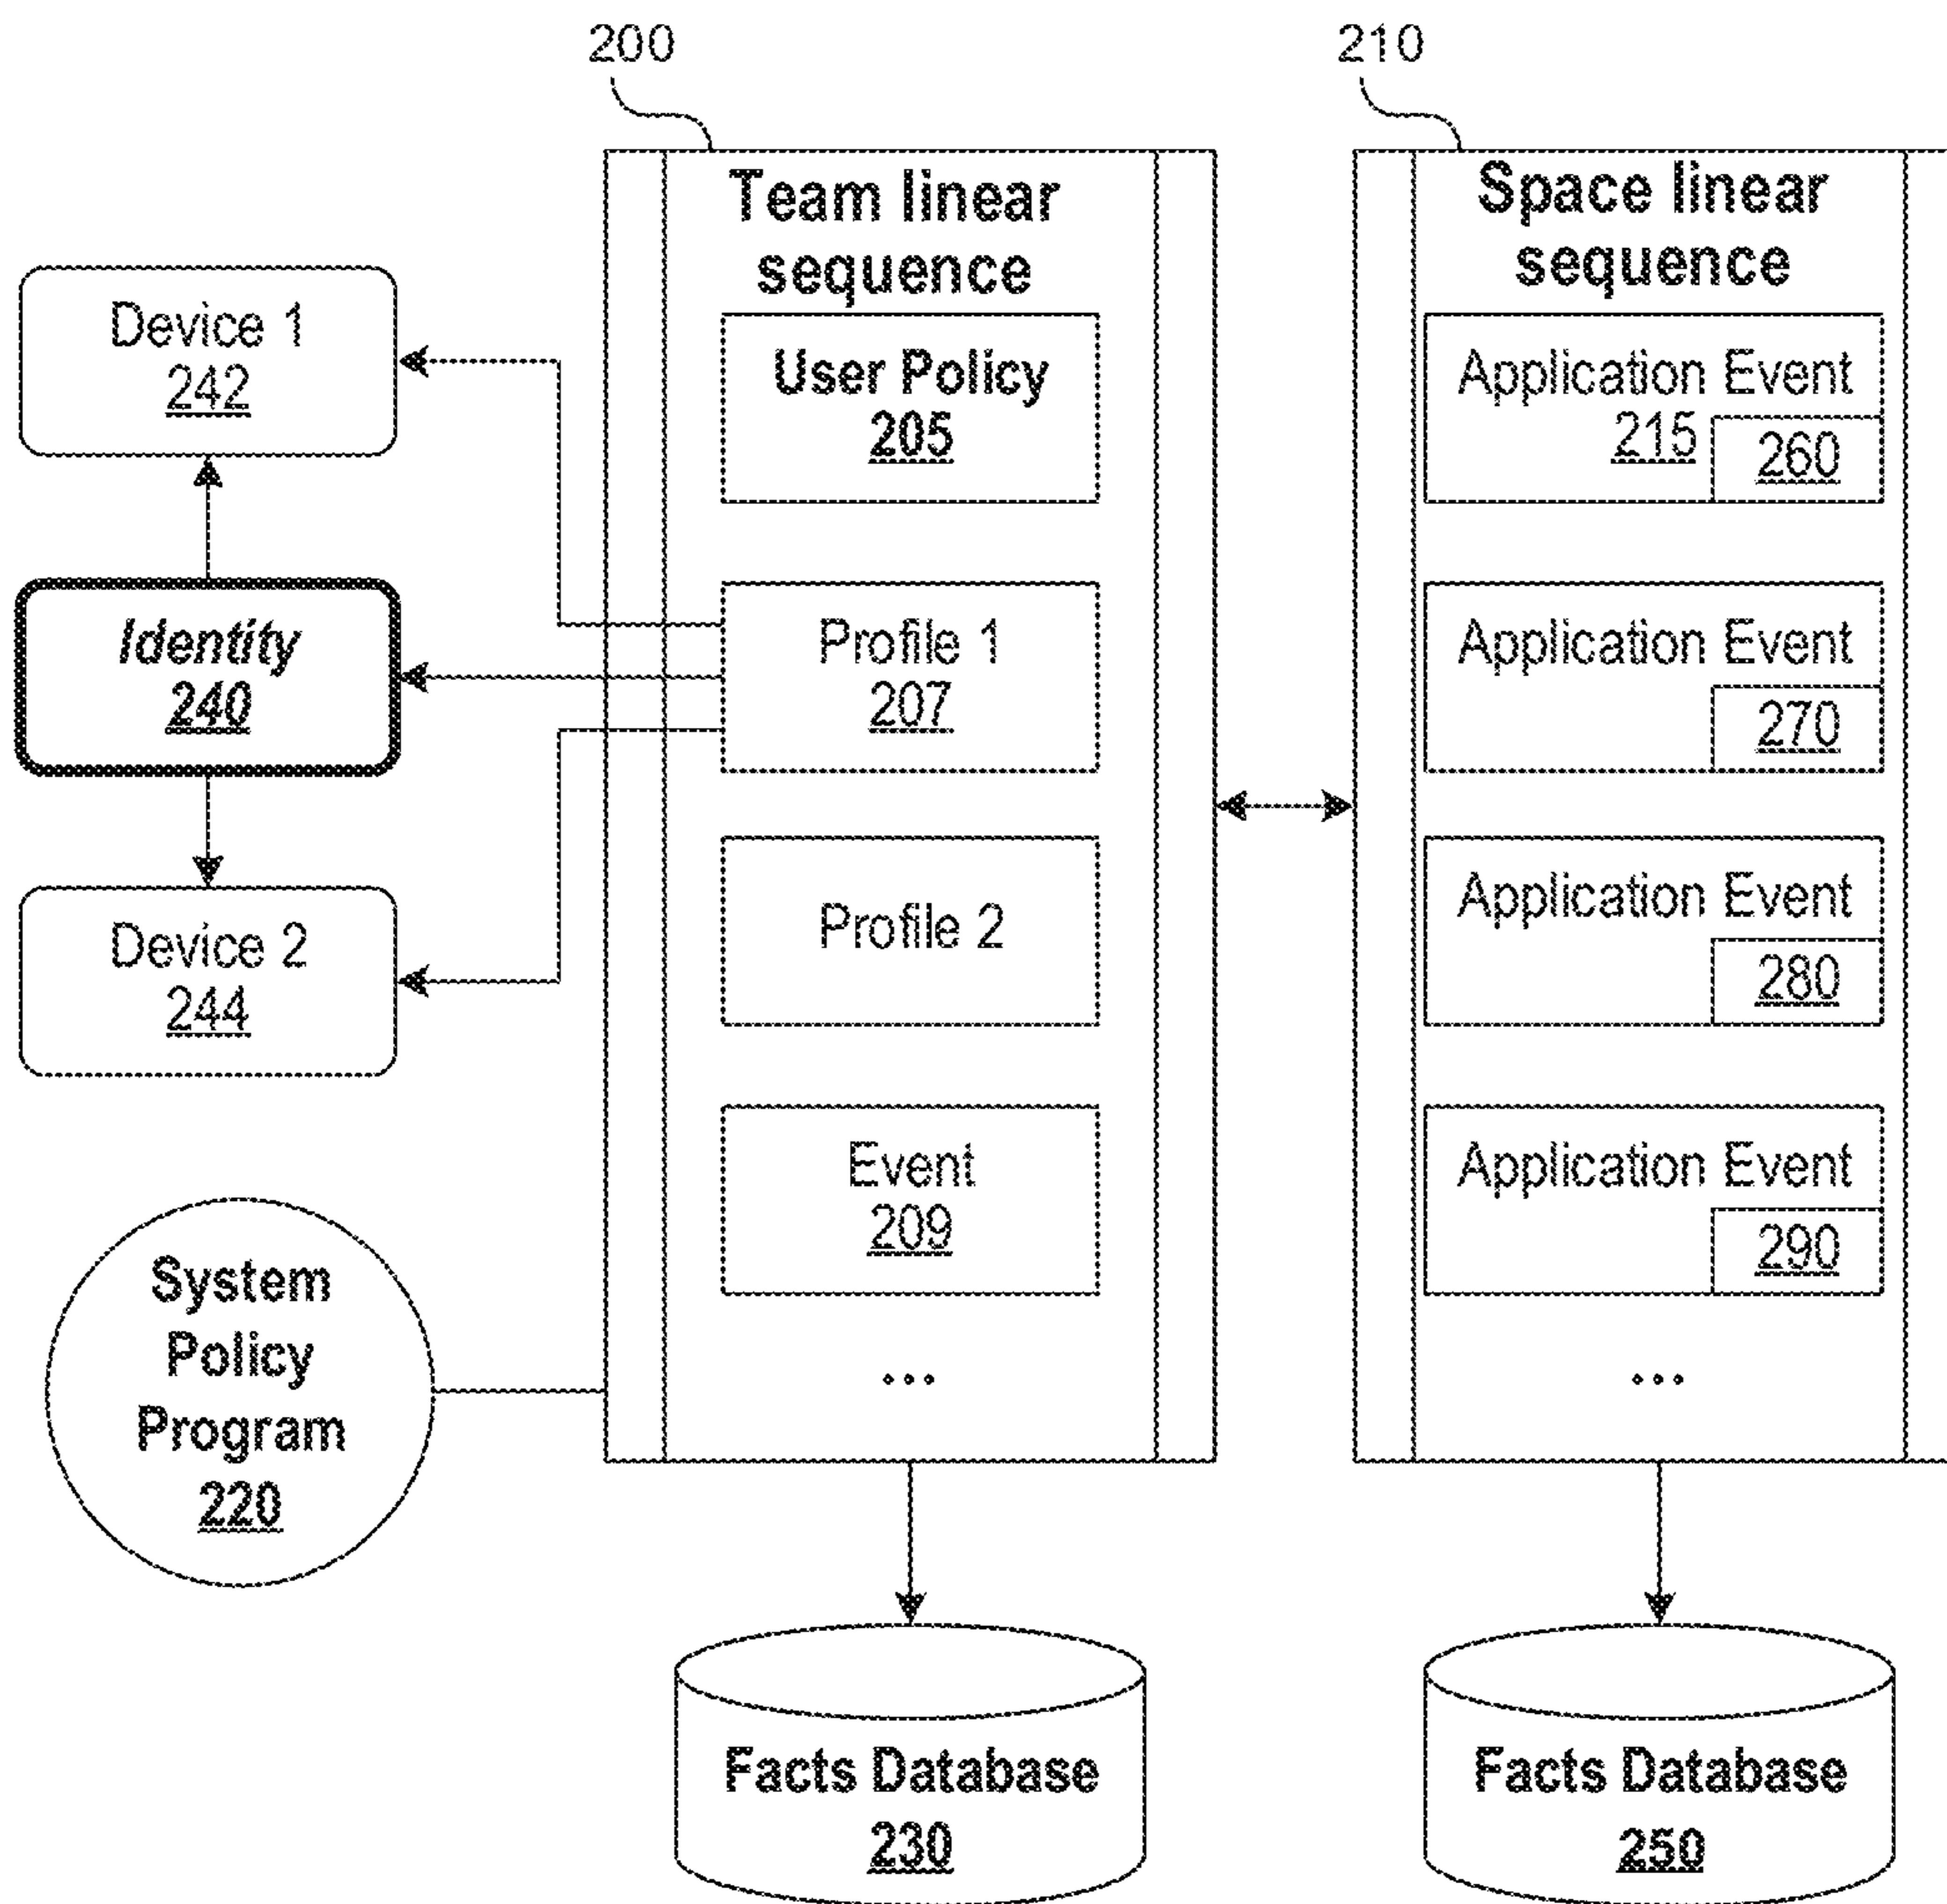 200
210
Team linear
sequence
Space linear
sequence
Device 1
242
User Policy
205
Application Event
215
260
Identity
240
Profile 1
207
Application Event
270
Device 2
244
Profile 2
Application Event
280
Event
209
Application Event
290
System
Policy
Program
220
...
...
Facts Database
230
Facts Database
250